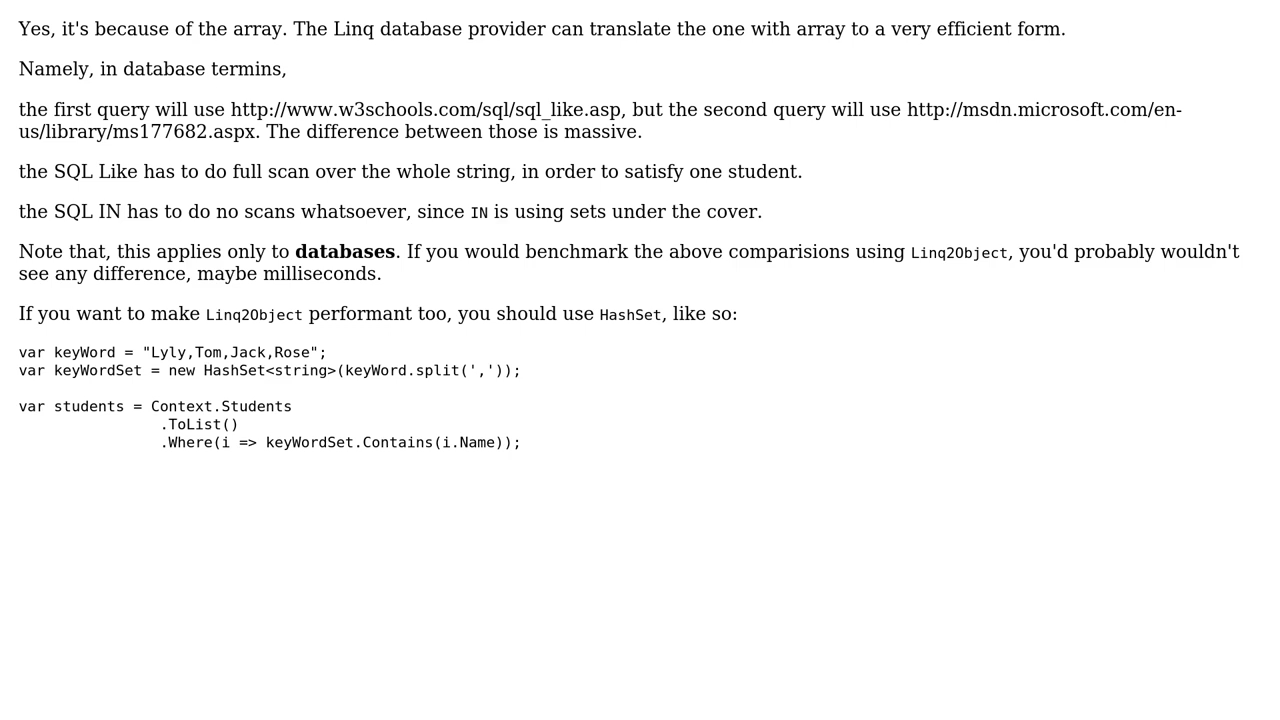 Yes, it's because of the array. The Linq database provider can translate the one with array to a very efficient form.
Namely, in database termins,
the first query will use http://www.w3schools.com/sql/sql_like.asp, but the second query will use http://msdn.microsoft.com/en-
us/library/ms177682.aspx. The difference between those is massive.
the SQL Like has to do full scan over the whole string, in order to satisfy one student.
the SQL IN has to do no scans whatsoever, since IN is using sets under the cover.
Note that, this applies only to databases. If you would benchmark the above comparisions using Linq2Object, you'd probably wouldn't
see any difference, maybe milliseconds.
If you want to make Linq2Object performant too, you should use HashSet, like so:
var keyWord = "Lyly,Tom,Jack,Rose";
var keyWordSet = new HashSet<string>(keyWord.split(','));
var students = Context.Students
                .ToList()
                .Where(i => keyWordSet.Contains(i.Name));